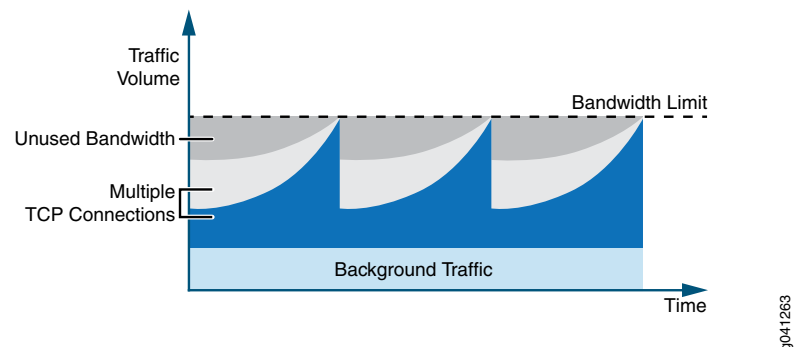 Traffic
Volume
Bandwidth Limit
Unused Bandwidth
Multiple
TCP Connections
Background Traffic
Time
g041263